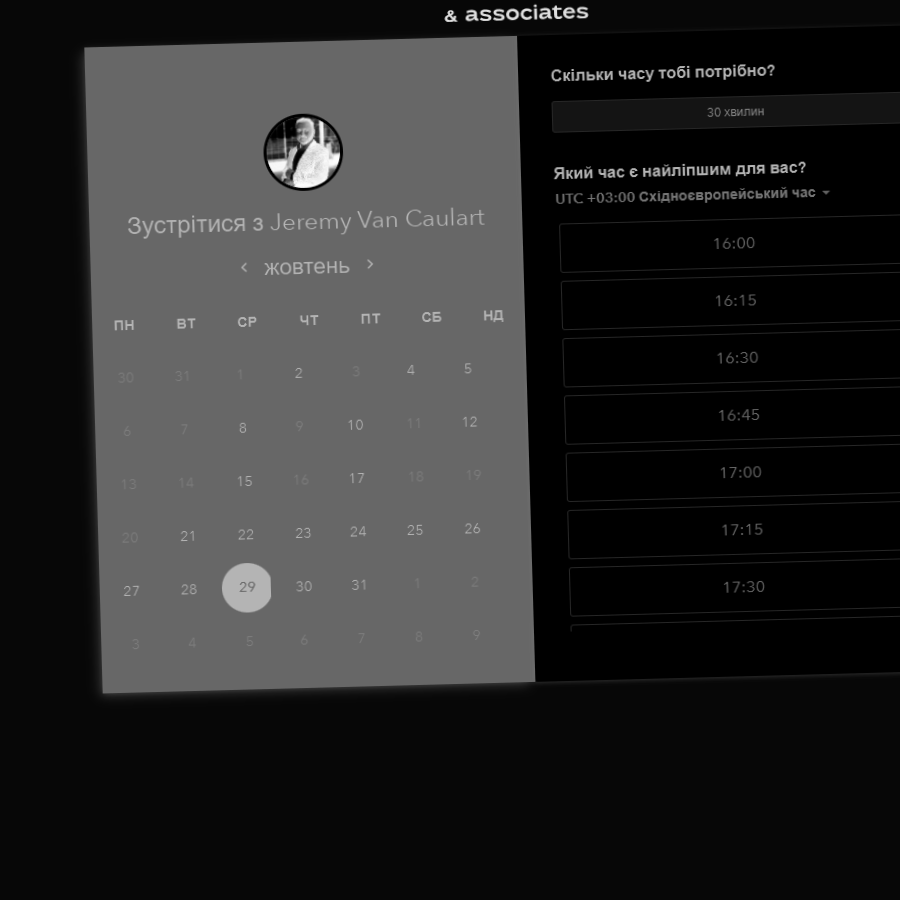 & associates
Зустрітися з Jeremy Van Caulart
жовтень
ПН ВТ СР ЧТ ПТ СБ НД
30 31 1 2 3 4 5
6 7 8 9 10 11 12
13 14 15 16 17 18 19
20 21 22 23 24 25 26
27 28 29 30 31 1 2
3 4 5 6 7 8 9
Скільки часу тобі потрібно?
30 хвилин
Який час є найліпшим для вас?
UTC +03:00 Східноєвропейський час
16:00
16:15
16:30
16:45
17:00
17:15
17:30